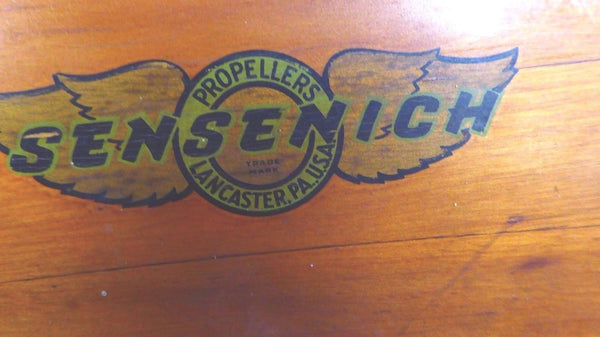 PROPELLERS
SENSENICH
TRADE
MARK
LANCASTER, PA. U.S.A.